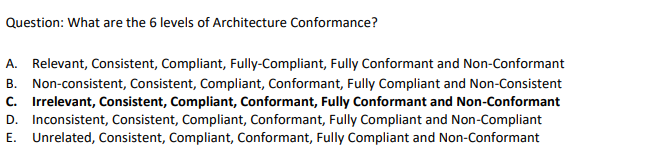 Question: What are the 6 levels of Architecture Conformance?
A. Relevant, Consistent, Compliant, Fully-Compliant, Fully Conformant and Non-Conformant
B. Non-consistent, Consistent, Compliant, Conformant, Fully Compliant and Non-Consistent
C. Irrelevant, Consistent, Compliant, Conformant, Fully Conformant and Non-Conformant
D. Inconsistent, Consistent, Compliant, Conformant, Fully Compliant and Non-Compliant
E. Unrelated, Consistent, Compliant, Conformant, Fully Compliant and Non-Conformant